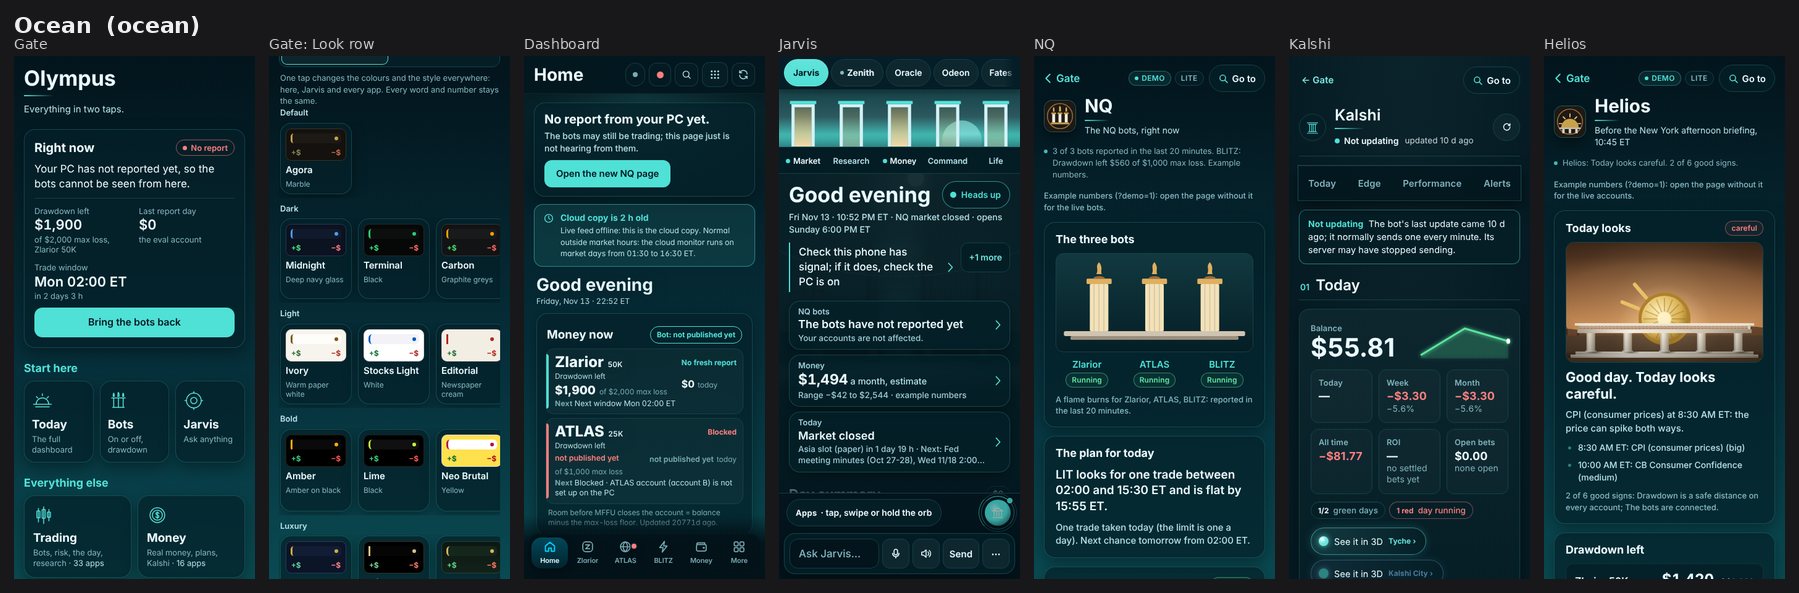 Ocean (ocean)
Gate
Olympus
Everything in two taps.
Right now
No report
Your PC has not reported yet, so the
bots cannot be seen from here.
Drawdown left
Last report day
$1,900
$0
of $2,000 max loss,
Zlarior 50K
the eval account
Trade window
Mon 02:00 ET
in 2 days 3 h
Bring the bots back
Start here
Today
The full
dashboard
Bots
On or off,
drawdown
Jarvis
Ask anything
Everything else
Trading
Bots, risk, the day,
research · 33 apps
Money
Real money, plans,
Kalshi · 16 apps
Gate: Look row
One tap changes the colours and the style everywhere:
here, Jarvis and every app. Every word and number stays
the same.
Default
+$ −$
Agora
Marble
Dark
+$ −$
+$ −$
+$ −$
Midnight
Terminal
Carbon
Deep navy glass
Black
Graphite greys
Light
+$ −$
+$ −$
+$ −$
Ivory
Stocks Light
Editorial
Warm paper
white
White
Newspaper
cream
Bold
+$ −$
+$ −$
+$ −$
Amber
Lime
Neo Brutal
Amber on black
Black
Yellow
Luxury
+$ −$
+$ −$
+$ −$
Dashboard
Home
No report from your PC yet.
The bots may still be trading; this page just is
not hearing from them.
Open the new NQ page
Cloud copy is 2 h old
Live feed offline: this is the cloud copy. Normal
outside market hours: the cloud monitor runs on
market days from 01:30 to 16:30 ET.
Good evening
Friday, Nov 13 · 22:52 ET
Money now
Bot: not published yet
Zlarior 50K
No fresh report
Drawdown left
$1,900 of $2,000 max loss
$0 today
Next Next window Mon 02:00 ET
ATLAS 25K
Blocked
Drawdown left
not published yet
not published yet today
of $1,000 max loss
Next Blocked · ATLAS account (account B) is not
set up on the PC
Room before MFFU closes the account = balance
minus the max-loss floor. Updated 20771d ago.
Home
Zlarior
ATLAS
BLITZ
Money
More
Jarvis
Jarvis
Zenith
Oracle
Odeon
Fates
Market
Research
Money
Command
Life
Good evening
Heads up
Fri Nov 13 · 10:52 PM ET · NQ market closed · opens
Sunday 6:00 PM ET
Check this phone has
signal; if it does, check the
PC is on
+1 more
NQ bots
The bots have not reported yet
Your accounts are not affected.
Money
$1,494 a month, estimate
Range −$42 to $2,544 · example numbers
Today
Market closed
Asia slot (paper) in 1 day 19 h · Next: Fed
meeting minutes (Oct 27-28), Wed 11/18 2:00...
Day summary
Apps · tap, swipe or hold the orb
Ask Jarvis...
Send
NQ
Gate
DEMO
LITE
Go to
NQ
The NQ bots, right now
3 of 3 bots reported in the last 20 minutes. BLITZ:
Drawdown left $560 of $1,000 max loss. Example
numbers.
Example numbers (?demo=1): open the page without it
for the live bots.
The three bots
Zlarior
ATLAS
BLITZ
Running
Running
Running
A flame burns for Zlarior, ATLAS, BLITZ: reported in
the last 20 minutes.
The plan for today
LIT looks for one trade between
02:00 and 15:30 ET and is flat by
15:55 ET.
One trade taken today (the limit is one a
day). Next chance tomorrow from 02:00 ET.
Kalshi
Gate
Go to
Kalshi
Not updating updated 10 d ago
Today
Edge
Performance
Alerts
Not updating The bot's last update came 10 d
ago; it normally sends one every minute. Its
server may have stopped sending.
01 Today
Balance
$55.81
Today
—
Week
−$3.30
−5.6%
Month
−$3.30
−5.6%
All time
−$81.77
ROI
—
no settled
bets yet
Open bets
$0.00
none open
1/2 green days
1 red day running
See it in 3D Tyche ›
See it in 3D Kalshi City ›
Helios
Gate
DEMO
LITE
Go to
Helios
Before the New York afternoon briefing,
10:45 ET
Helios: Today looks careful. 2 of 6 good signs.
Example numbers (?demo=1): open the page without it
for the live accounts.
Today looks
careful
Good day. Today looks
careful.
CPI (consumer prices) at 8:30 AM ET: the
price can spike both ways.
8:30 AM ET: CPI (consumer prices) (big)
10:00 AM ET: CB Consumer Confidence
(medium)
2 of 6 good signs: Drawdown is a safe distance on
every account; The bots are connected.
Drawdown left